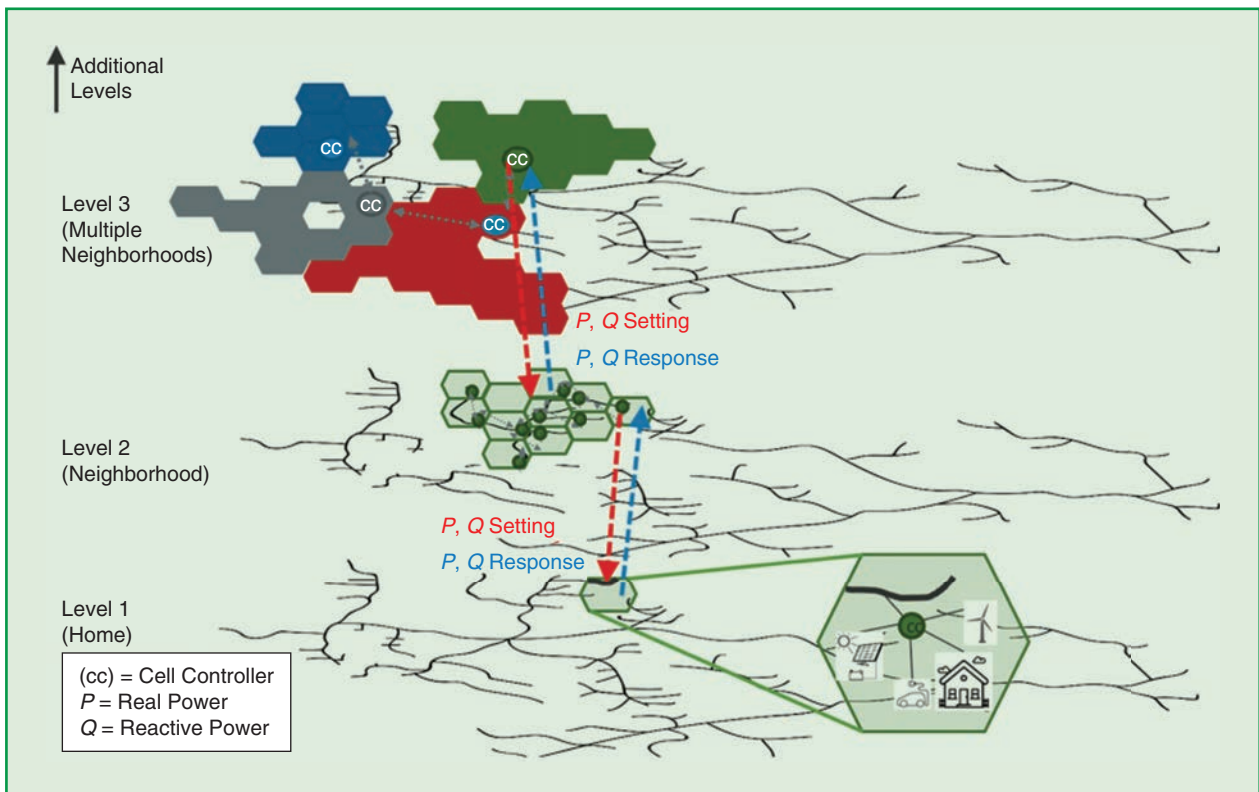 Additional
Levels
CC
CC
CC
CC
Level 3
(Multiple
Neighborhoods)
P, Q Setting
P, Q Response
Level 2
(Neighborhood)
P, Q Setting
P, Q Response
Level 1
(Home)
CC
(cc) = Cell Controller
P = Real Power
Q = Reactive Power